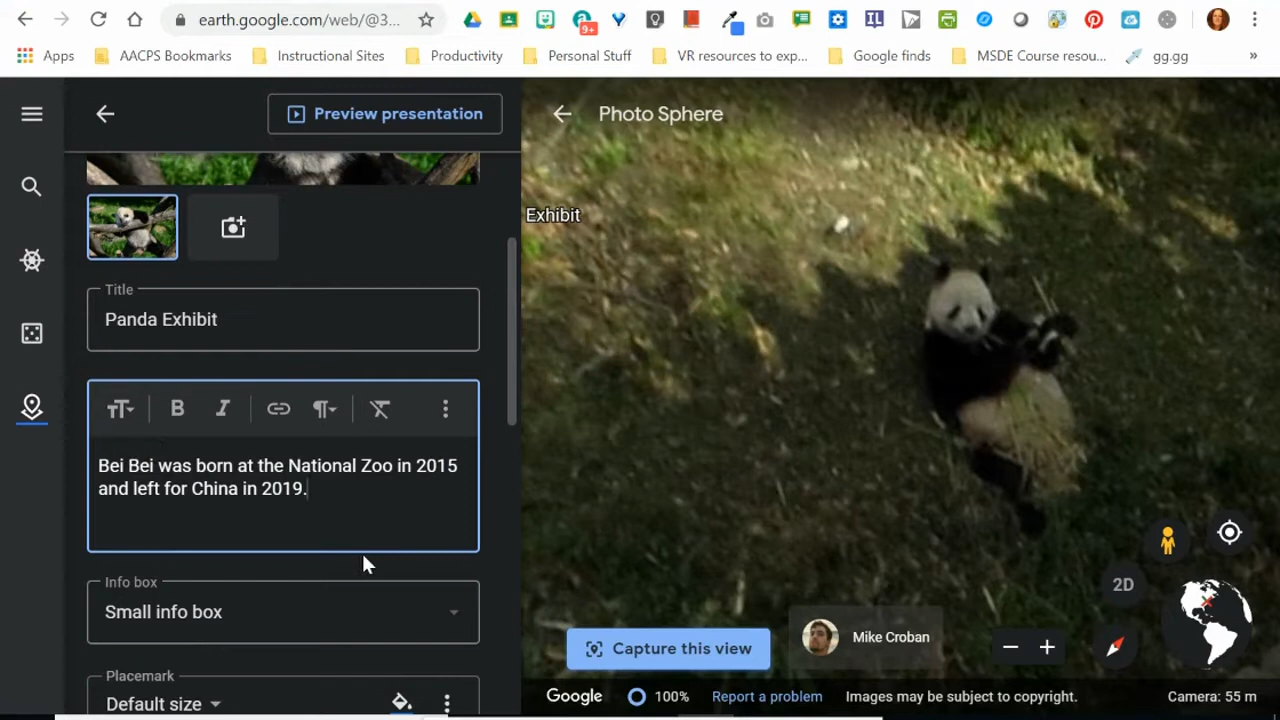 earth.google.com/web/@3...
9+
Apps
AACPS Bookmarks
Instructional Sites
Productivity
Personal Stuff
VR resources to exp...
Google finds
MSDE Course resou...
gg.gg
»
Preview presentation
Photo Sphere
Exhibit
Title
Panda Exhibit
Bei Bei was born at the National Zoo in 2015
and left for China in 2019.
Info box
Small info box
Placemark
Default size
2D
Capture this view
Mike Croban
Google
100%
Report a problem
Images may be subject to copyright.
Camera: 55 m